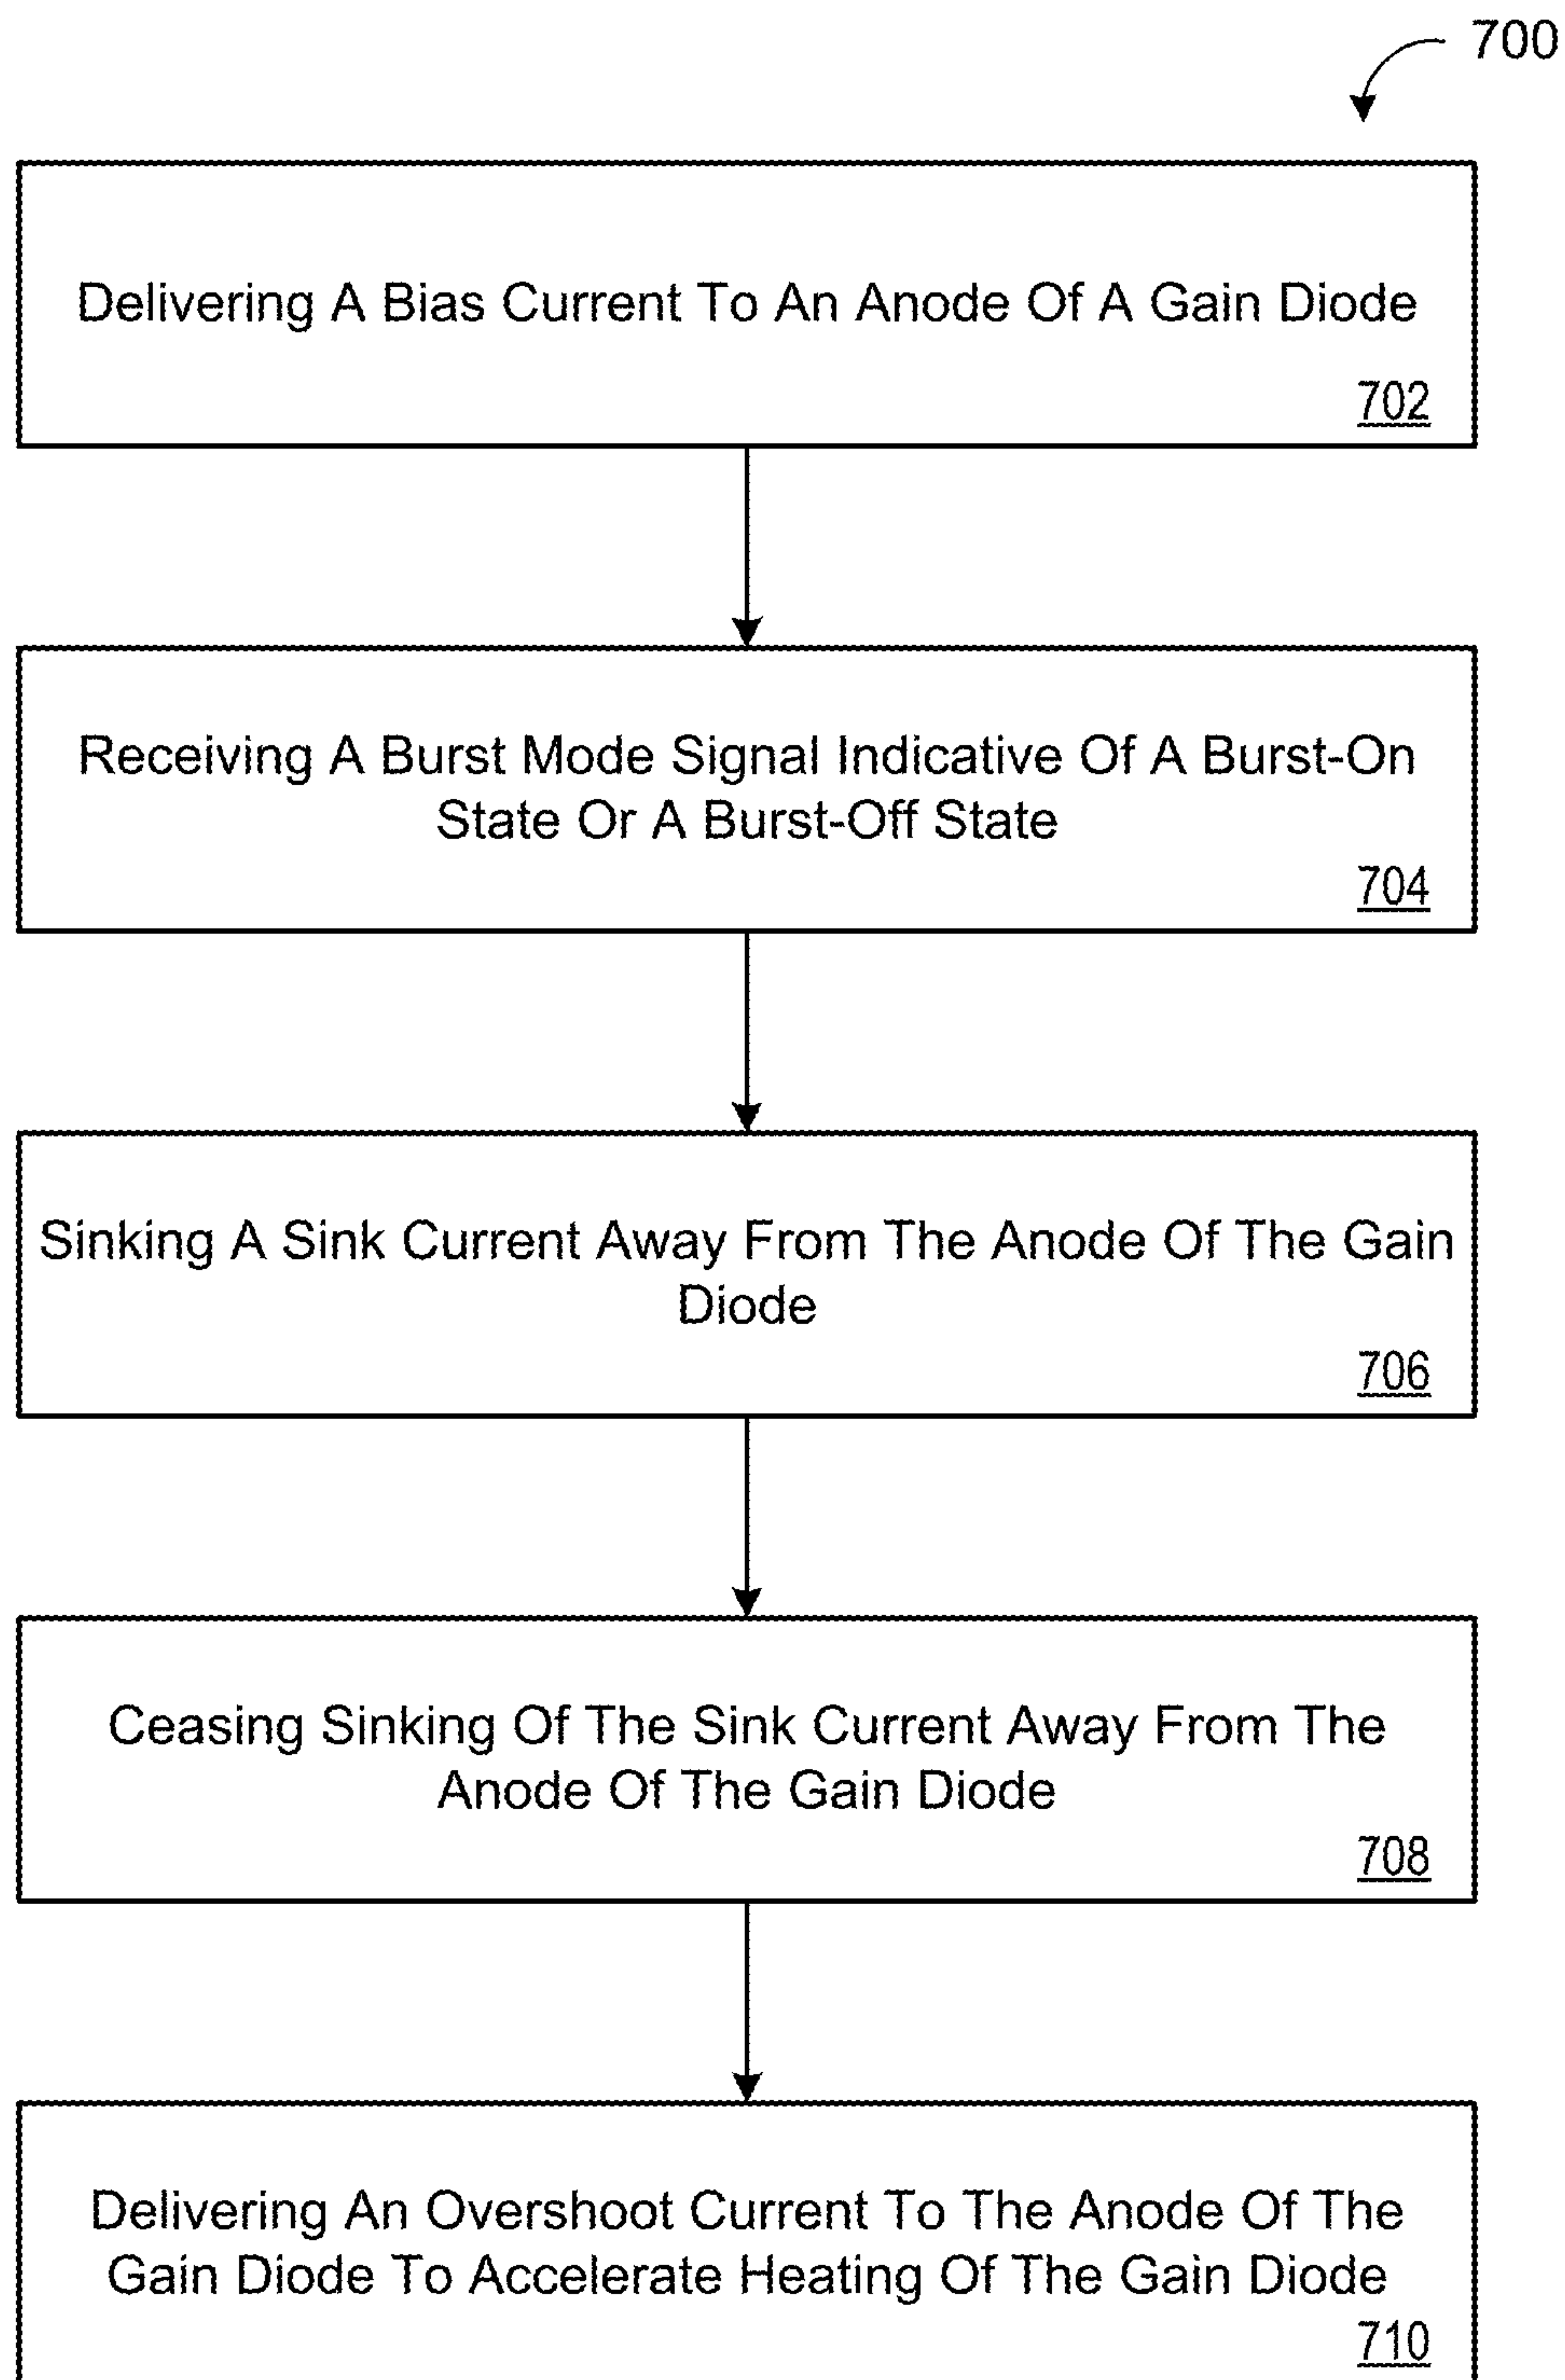 700
Delivering A Bias Current To An Anode Of A Gain Diode
702
Receiving A Burst Mode Signal Indicative Of A Burst-On
State Or A Burst-Off State
704
Sinking A Sink Current Away From The Anode Of The Gain
Diode
706
Ceasing Sinking Of The Sink Current Away From The
Anode Of The Gain Diode
708
Delivering An Overshoot Current To The Anode Of The
Gain Diode To Accelerate Heating Of The Gain Diode
710